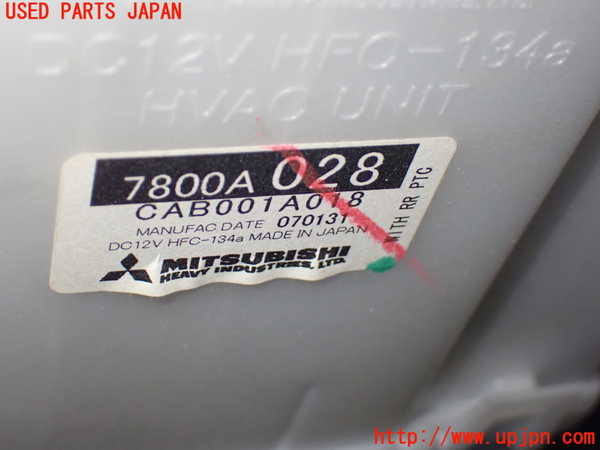 USED PARTS JAPAN
DC12V HFC-134a
HVAC UNIT
7800A 028
CAB001A018
MANUFAC.DATE 070131
DC12V HFC-134a MADE IN JAPAN
WITH RR PTC
MITSUBISHI
HEAVY INDUSTRIES, LTD.
http://www.upjpn.com/